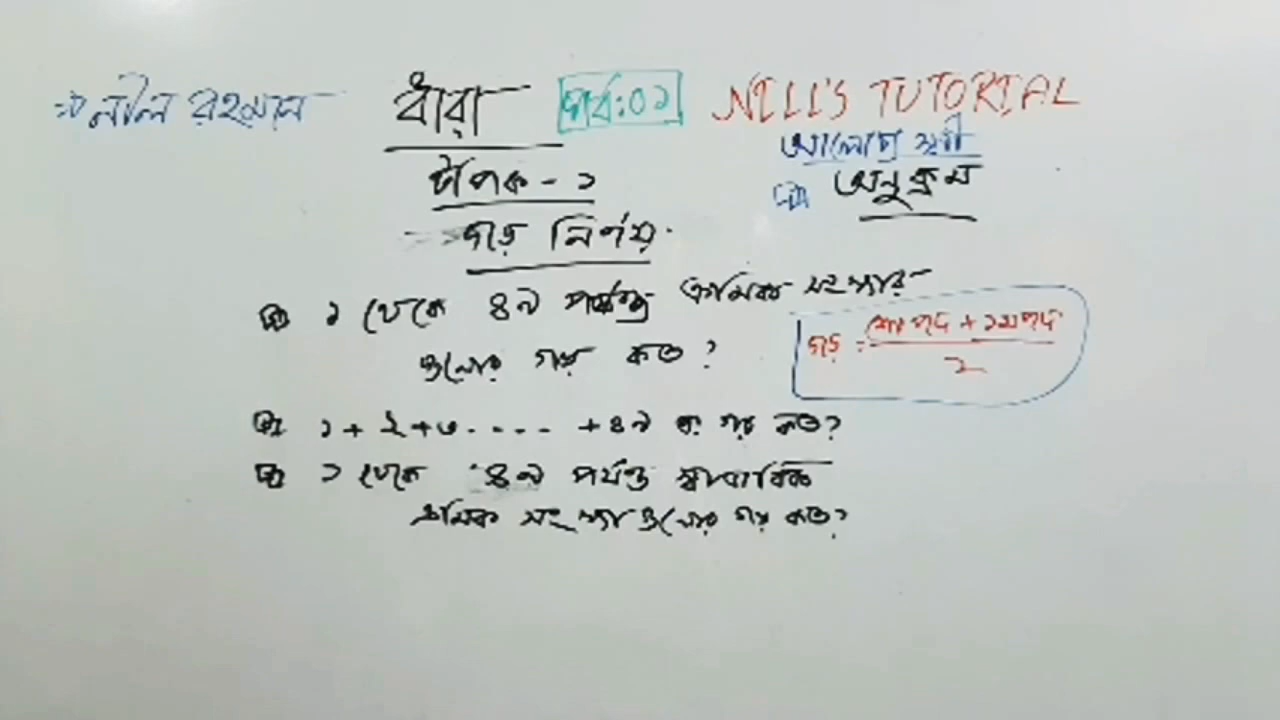 নীল রহমান ধারা পর্ব:০১ NILL'S TUTORIAL
আলোচ্য সূচী
টপিক - ১ অনুক্রম
গড় নির্ণয়
১ থেকে ৪৯ পর্যন্ত ক্রমিক সংখ্যার
গুলোর গড় কত?
গড় = শেষ পদ + ১ম পদ
২
১ + ২ + ৩ .... + ৪৯ এর গড় কত?
১ থেকে ৪৯ পর্যন্ত স্বাভাবিক
ক্রমিক সংখ্যা গুলোর গড় কত?